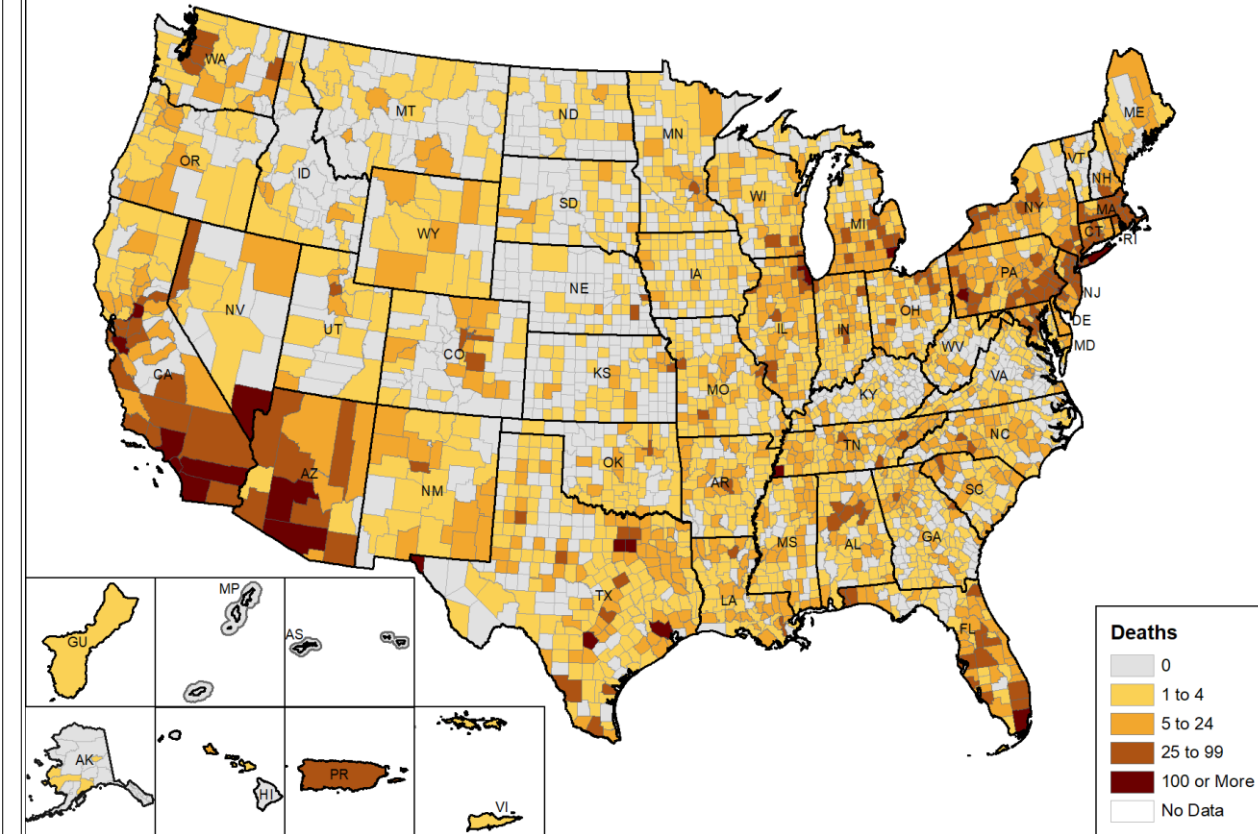 WA
MT
ND
MN
ME
OR
ID
SD
WI
VT
NH
WY
MI
NY
MA
CT
RI
IA
PA
NV
NE
NJ
UT
IL
IN
OH
DE
CO
WV
MD
CA
KS
MO
VA
KY
AZ
NM
OK
TN
NC
AR
SC
MS
AL
GA
TX
LA
FL
GU
MP
AS
AK
HI
PR
VI
Deaths
0
1 to 4
5 to 24
25 to 99
100 or More
No Data